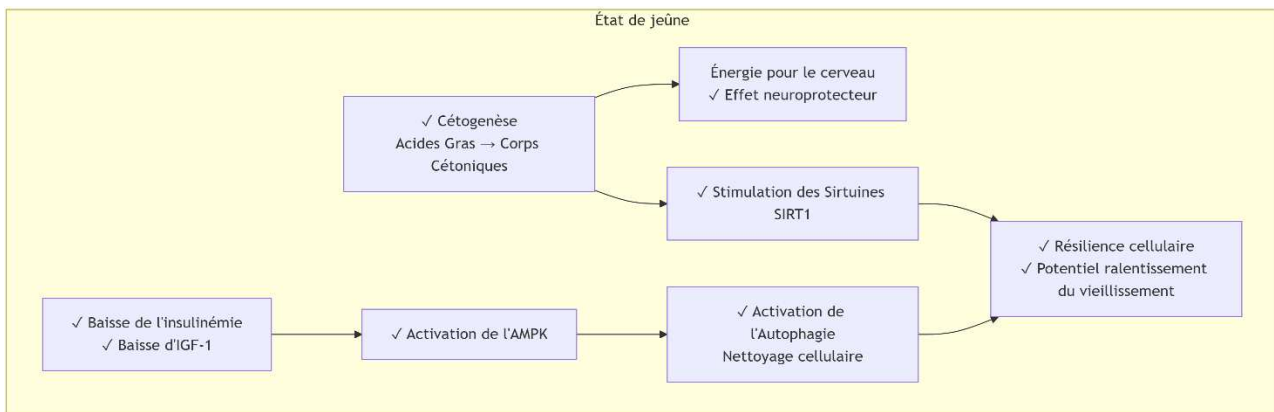 État de jeûne
Énergie pour le cerveau
✓ Effet neuroprotecteur
✓ Cétogenèse
Acides Gras → Corps
Cétoniques
✓ Stimulation des Sirtuines
SIRT1
✓ Résilience cellulaire
✓ Potentiel ralentissement
du vieillissement
✓ Baisse de l'insulinémie
✓ Baisse d'IGF-1
✓ Activation de l'AMPK
✓ Activation de
l'Autophagie
Nettoyage cellulaire